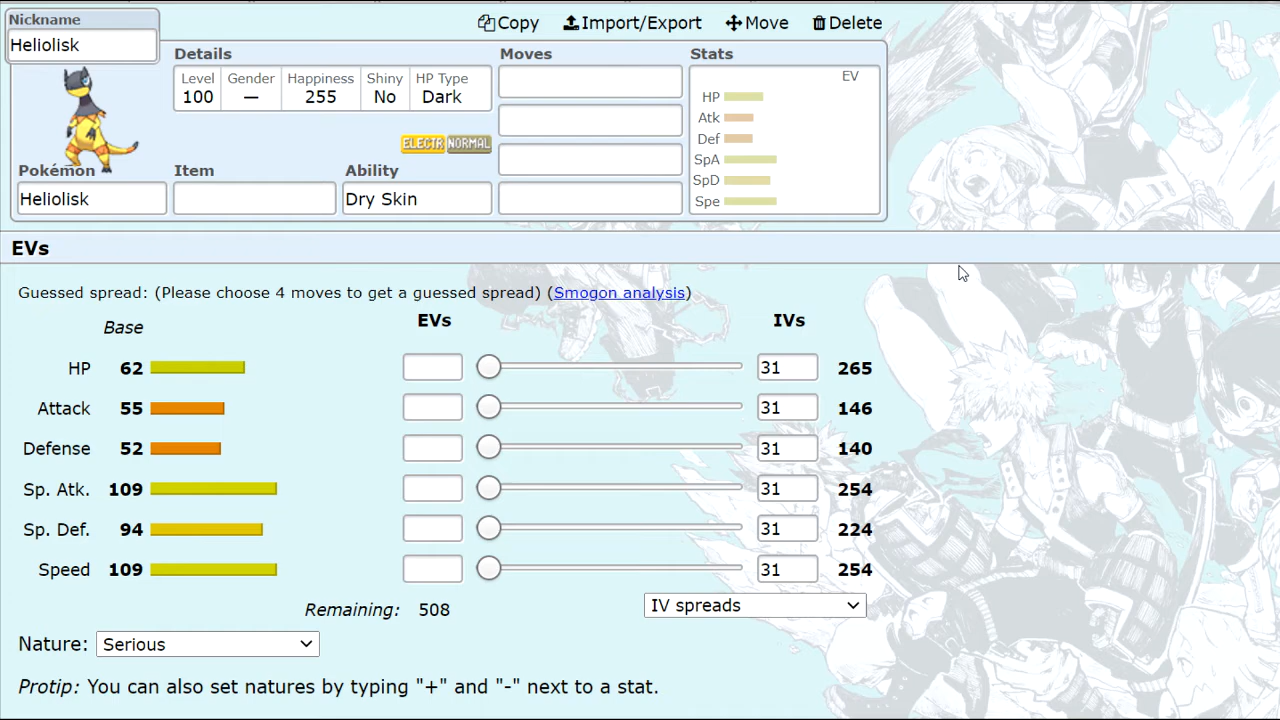 Nickname
Heliolisk
Copy Import/Export Move Delete
Details
Level Gender Happiness Shiny HP Type
100 — 255 No Dark
ELECTR NORMAL
Pokémon Item Ability
Heliolisk Dry Skin
Moves
Stats
EV
HP
Atk
Def
SpA
SpD
Spe
EVs
Guessed spread: (Please choose 4 moves to get a guessed spread) (Smogon analysis)
Base EVs IVs
HP 62 31 265
Attack 55 31 146
Defense 52 31 140
Sp. Atk. 109 31 254
Sp. Def. 94 31 224
Speed 109 31 254
Remaining: 508 IV spreads
Nature: Serious
Protip: You can also set natures by typing "+" and "-" next to a stat.